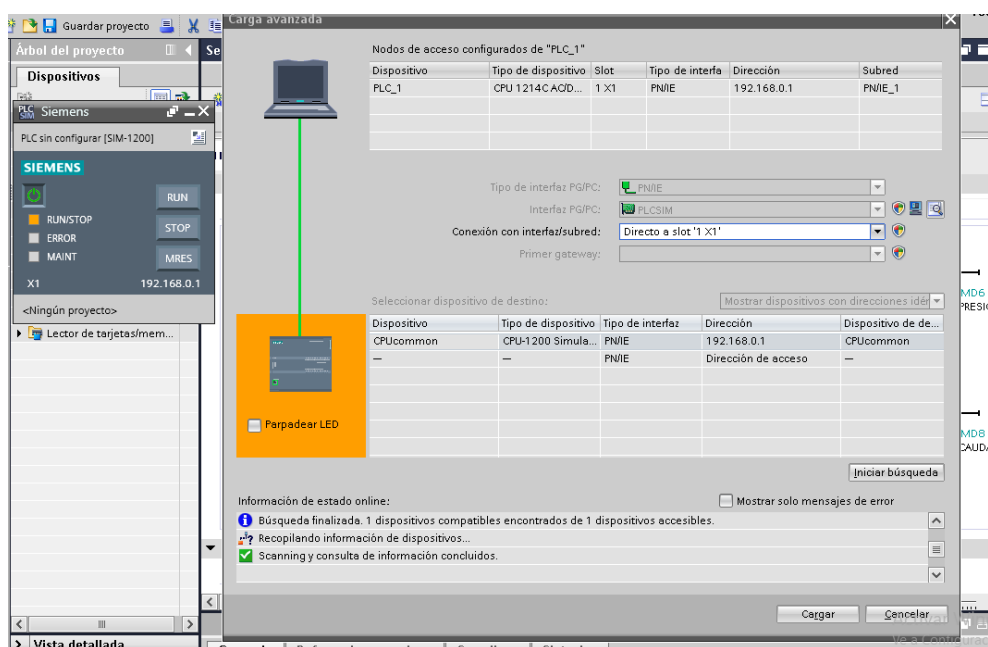 Guardar proyecto
Carga avanzada
Árbol del proyecto
Se
Dispositivos
Siemens
PLC sin configurar [SIM-1200]
SIEMENS
RUN
RUN/STOP
STOP
ERROR
MAINT
MRES
X1 192.168.0.1
<Ningún proyecto>
Lector de tarjetas/mem...
Vista detallada
Nodos de acceso configurados de "PLC_1"
Dispositivo Tipo de dispositivo Slot Tipo de interfa Dirección Subred
PLC_1 CPU 1214C AC/D... 1 X1 PN/IE 192.168.0.1 PN/IE_1
Tipo de interfaz PG/PC: PN/IE
Interfaz PG/PC: PLCSIM
Conexión con interfaz/subred: Directo a slot '1 X1'
Primer gateway:
Seleccionar dispositivo de destino: Mostrar dispositivos con direcciones idér
Dispositivo Tipo de dispositivo Tipo de interfaz Dirección Dispositivo de de...
CPUcommon CPU-1200 Simula... PN/IE 192.168.0.1 CPUcommon
— — PN/IE Dirección de acceso —
Parpadear LED
Iniciar búsqueda
Información de estado online: Mostrar solo mensajes de error
Búsqueda finalizada. 1 dispositivos compatibles encontrados de 1 dispositivos accesibles.
Recopilando información de dispositivos...
Scanning y consulta de información concluidos.
Cargar Cancelar
MD6
PRESI
MD8
CAUD